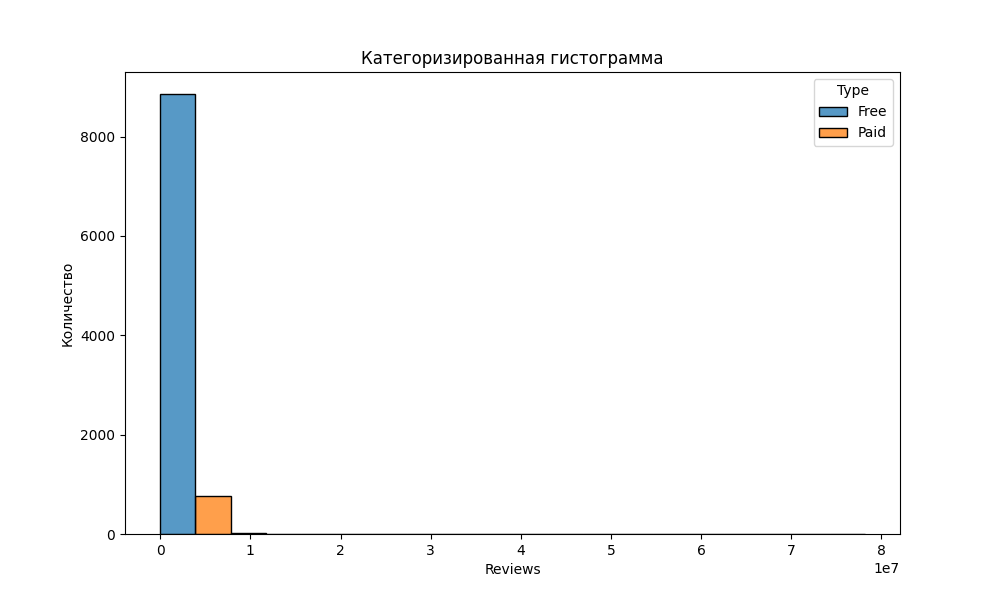 Категоризированная гистограмма
Type
Free
Paid
Количество
8000
6000
4000
2000
0
0 1 2 3 4 5 6 7 8
1e7
Reviews